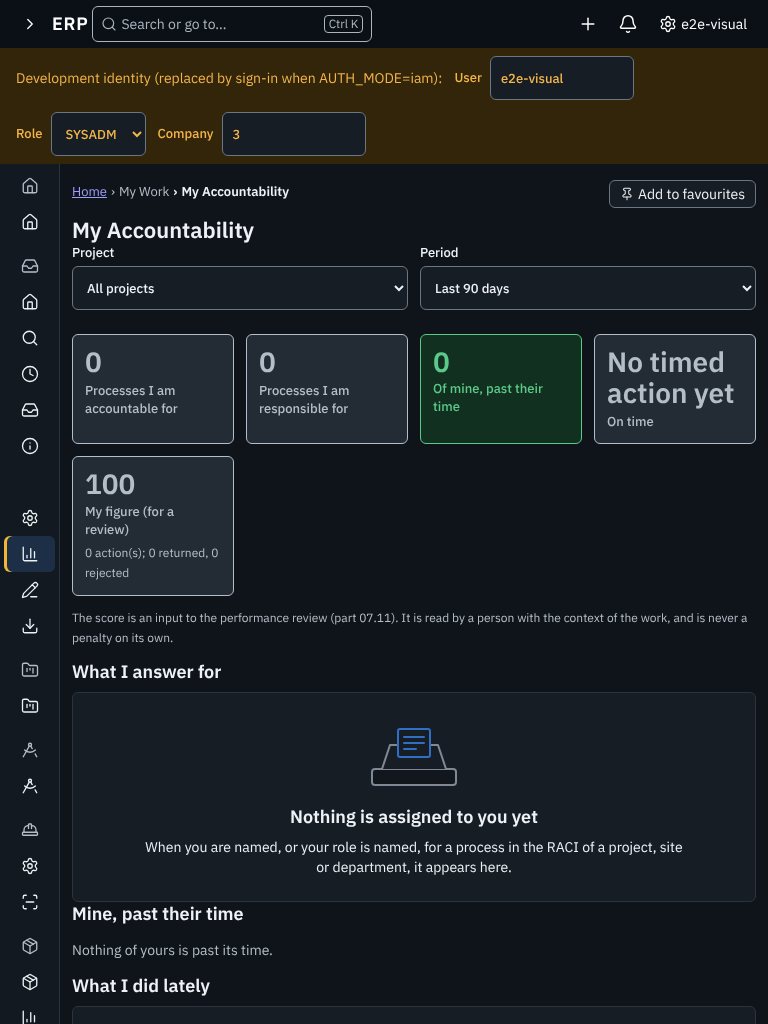 ERP
Search or go to...
Ctrl K
e2e-visual
Development identity (replaced by sign-in when AUTH_MODE=iam): User e2e-visual
Role SYSADM Company 3
Home › My Work › My Accountability
Add to favourites
My Accountability
Project
All projects
Period
Last 90 days
0
Processes I am
accountable for
0
Processes I am
responsible for
0
Of mine, past their
time
No timed
action yet
On time
100
My figure (for a
review)
0 action(s); 0 returned, 0
rejected
The score is an input to the performance review (part 07.11). It is read by a person with the context of the work, and is never a
penalty on its own.
What I answer for
Nothing is assigned to you yet
When you are named, or your role is named, for a process in the RACI of a project, site
or department, it appears here.
Mine, past their time
Nothing of yours is past its time.
What I did lately